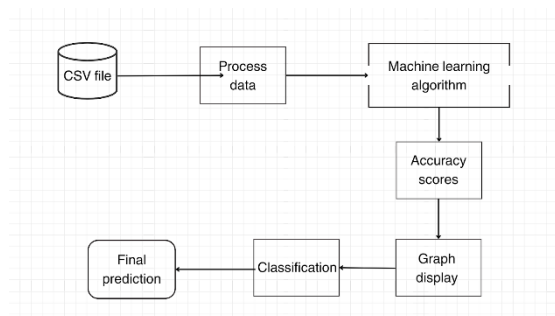 CSV file
Process
data
Machine learning
algorithm
Accuracy
scores
Graph
display
Classification
Final
prediction